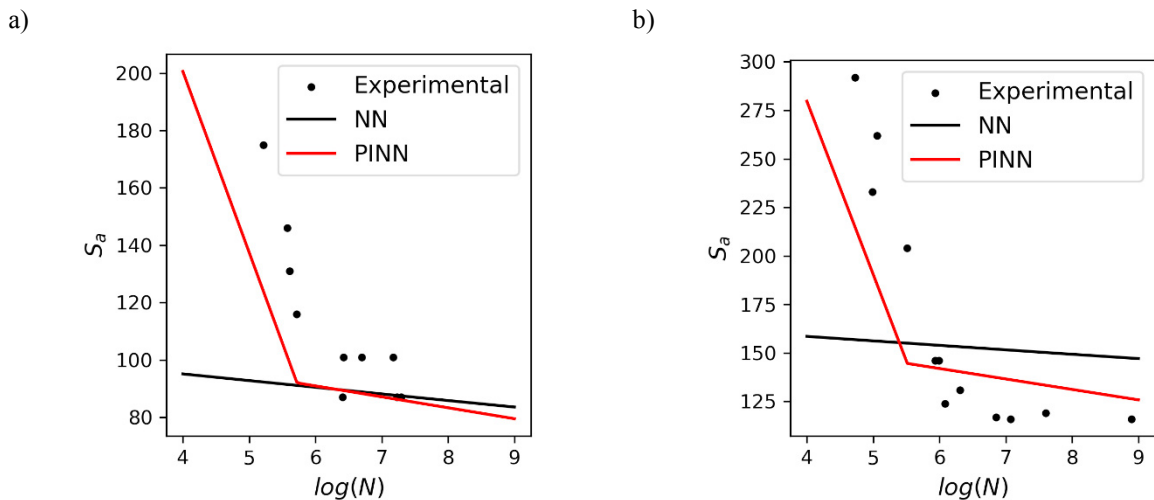 a)
200
180
160
140
120
100
80
S_a
4 5 6 7 8 9
log(N)
Experimental
NN
PINN
b)
300
275
250
225
200
175
150
125
S_a
4 5 6 7 8 9
log(N)
Experimental
NN
PINN